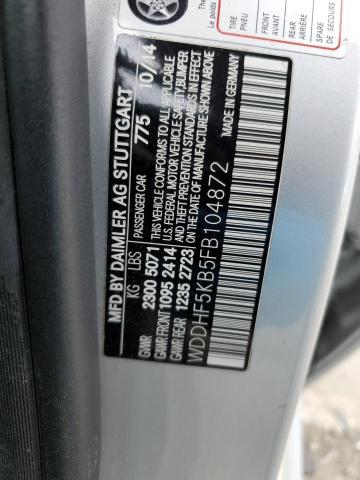 Le poids
TIRE
PNEU
FRONT
AVANT
REAR
ARRIÈRE
SPARE
DE SECOURS
MFD BY DAIMLER AG STUTTGART 10/14
PASSENGER CAR 775
KG LBS
GVWR 2300 5071
GAWR FRONT 1095 2414
GAWR REAR 1235 2723
THIS VEHICLE CONFORMS TO ALL APPLICABLE
U.S. FEDERAL MOTOR VEHICLE SAFETY, BUMPER
AND THEFT PREVENTION STANDARDS IN EFFECT
ON THE DATE OF MANUFACTURE SHOWN ABOVE
WDDHF5KB5FB104872
MADE IN GERMANY